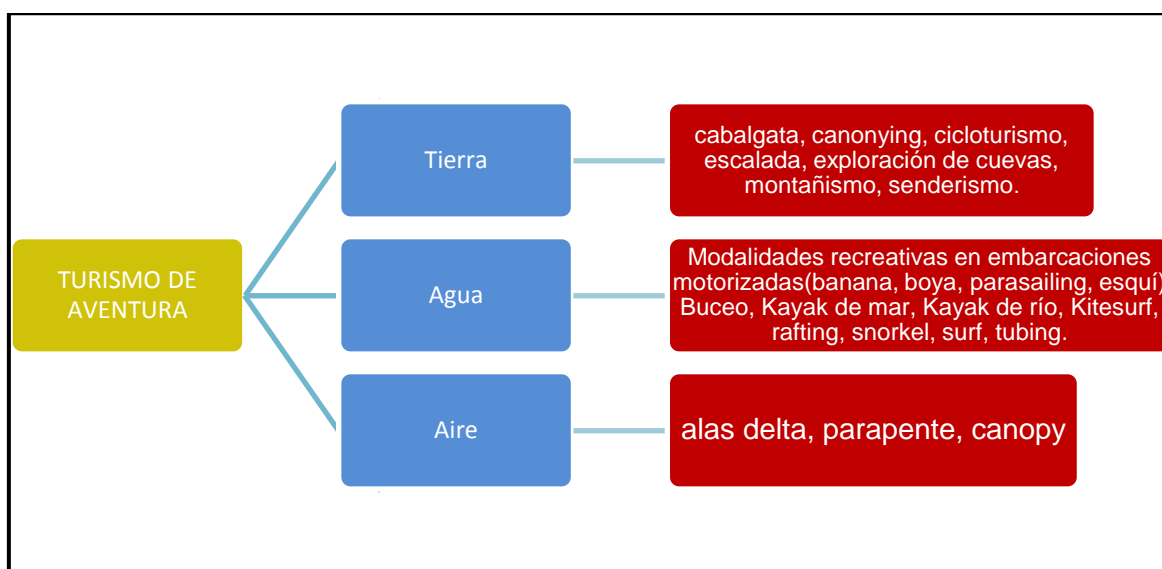 TURISMO DE
AVENTURA
Tierra
cabalgata, canonying, cicloturismo,
escalada, exploración de cuevas,
montañismo, senderismo.
Agua
Modalidades recreativas en embarcaciones
motorizadas(banana, boya, parasailing, esquí)
Buceo, Kayak de mar, Kayak de río, Kitesurf,
rafting, snorkel, surf, tubing.
Aire
alas delta, parapente, canopy